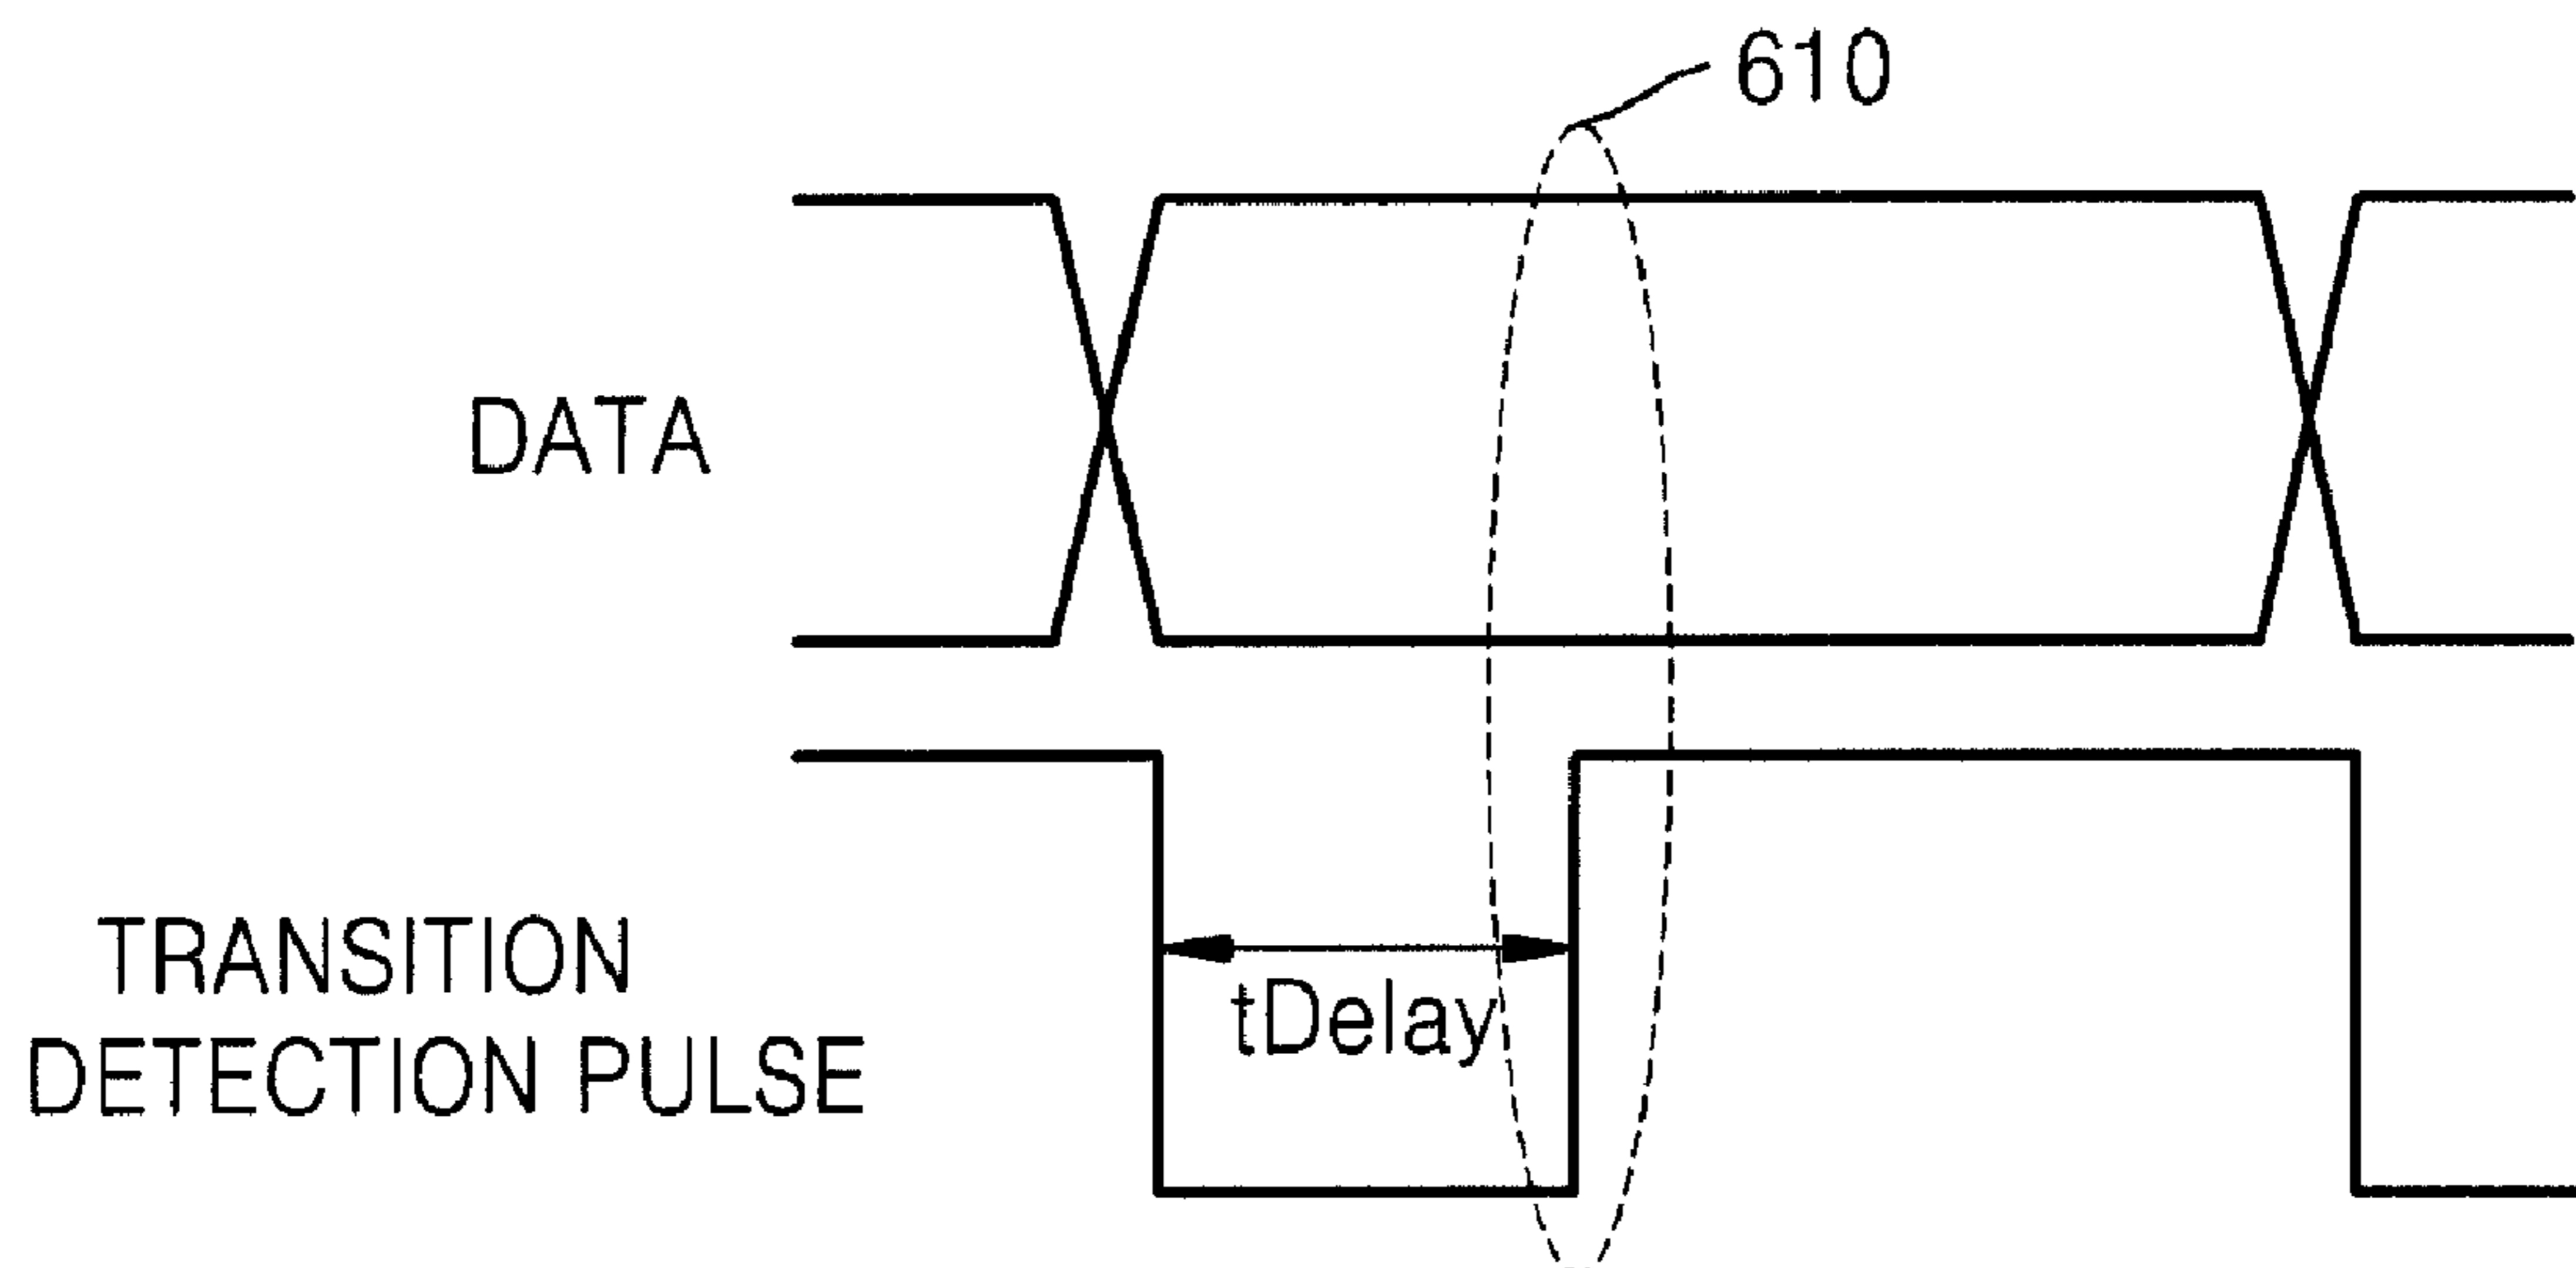 610
DATA
TRANSITION
DETECTION PULSE
tDelay